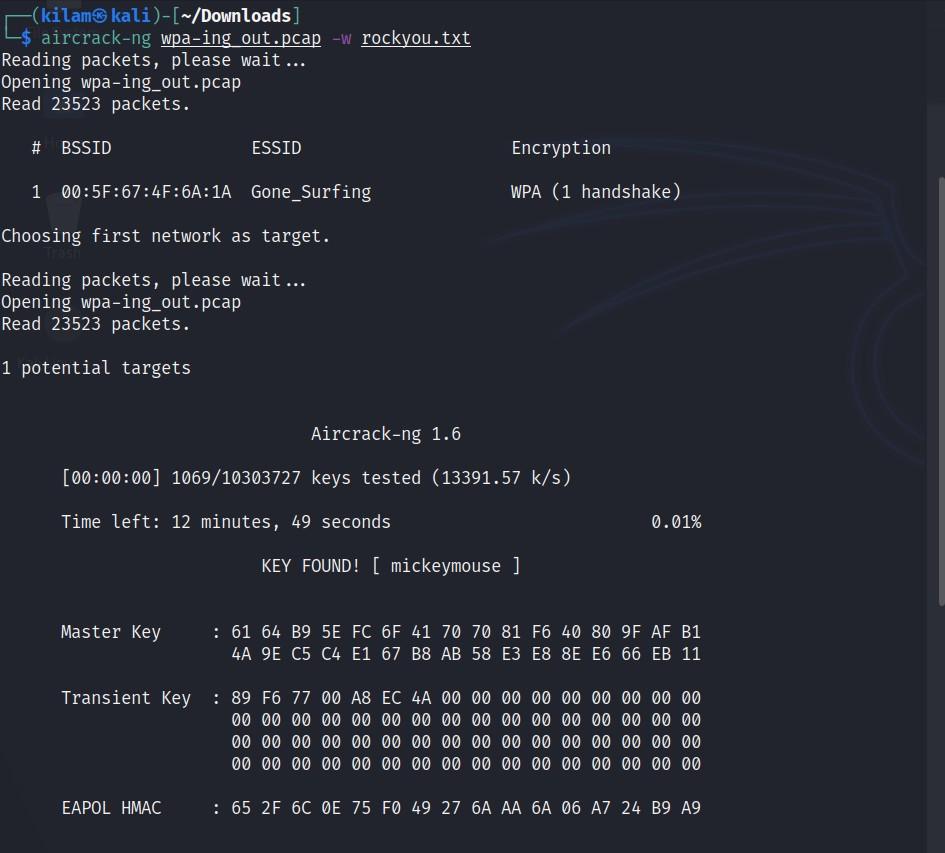 ┌──(kilam㉿kali)-[~/Downloads]
└─$ aircrack-ng wpa-ing_out.pcap -w rockyou.txt
Reading packets, please wait...
Opening wpa-ing_out.pcap
Read 23523 packets.
# BSSID ESSID Encryption
1 00:5F:67:4F:6A:1A Gone_Surfing WPA (1 handshake)
Choosing first network as target.
Trash
Reading packets, please wait...
Opening wpa-ing_out.pcap
Read 23523 packets.
1 potential targets
Aircrack-ng 1.6
[00:00:00] 1069/10303727 keys tested (13391.57 k/s)
Time left: 12 minutes, 49 seconds 0.01%
KEY FOUND! [ mickeymouse ]
Master Key : 61 64 B9 5E FC 6F 41 70 70 81 F6 40 80 9F AF B1
4A 9E C5 C4 E1 67 B8 AB 58 E3 E8 8E E6 66 EB 11
Transient Key : 89 F6 77 00 A8 EC 4A 00 00 00 00 00 00 00 00 00
00 00 00 00 00 00 00 00 00 00 00 00 00 00 00 00
00 00 00 00 00 00 00 00 00 00 00 00 00 00 00 00
00 00 00 00 00 00 00 00 00 00 00 00 00 00 00 00
EAPOL HMAC : 65 2F 6C 0E 75 F0 49 27 6A AA 6A 06 A7 24 B9 A9